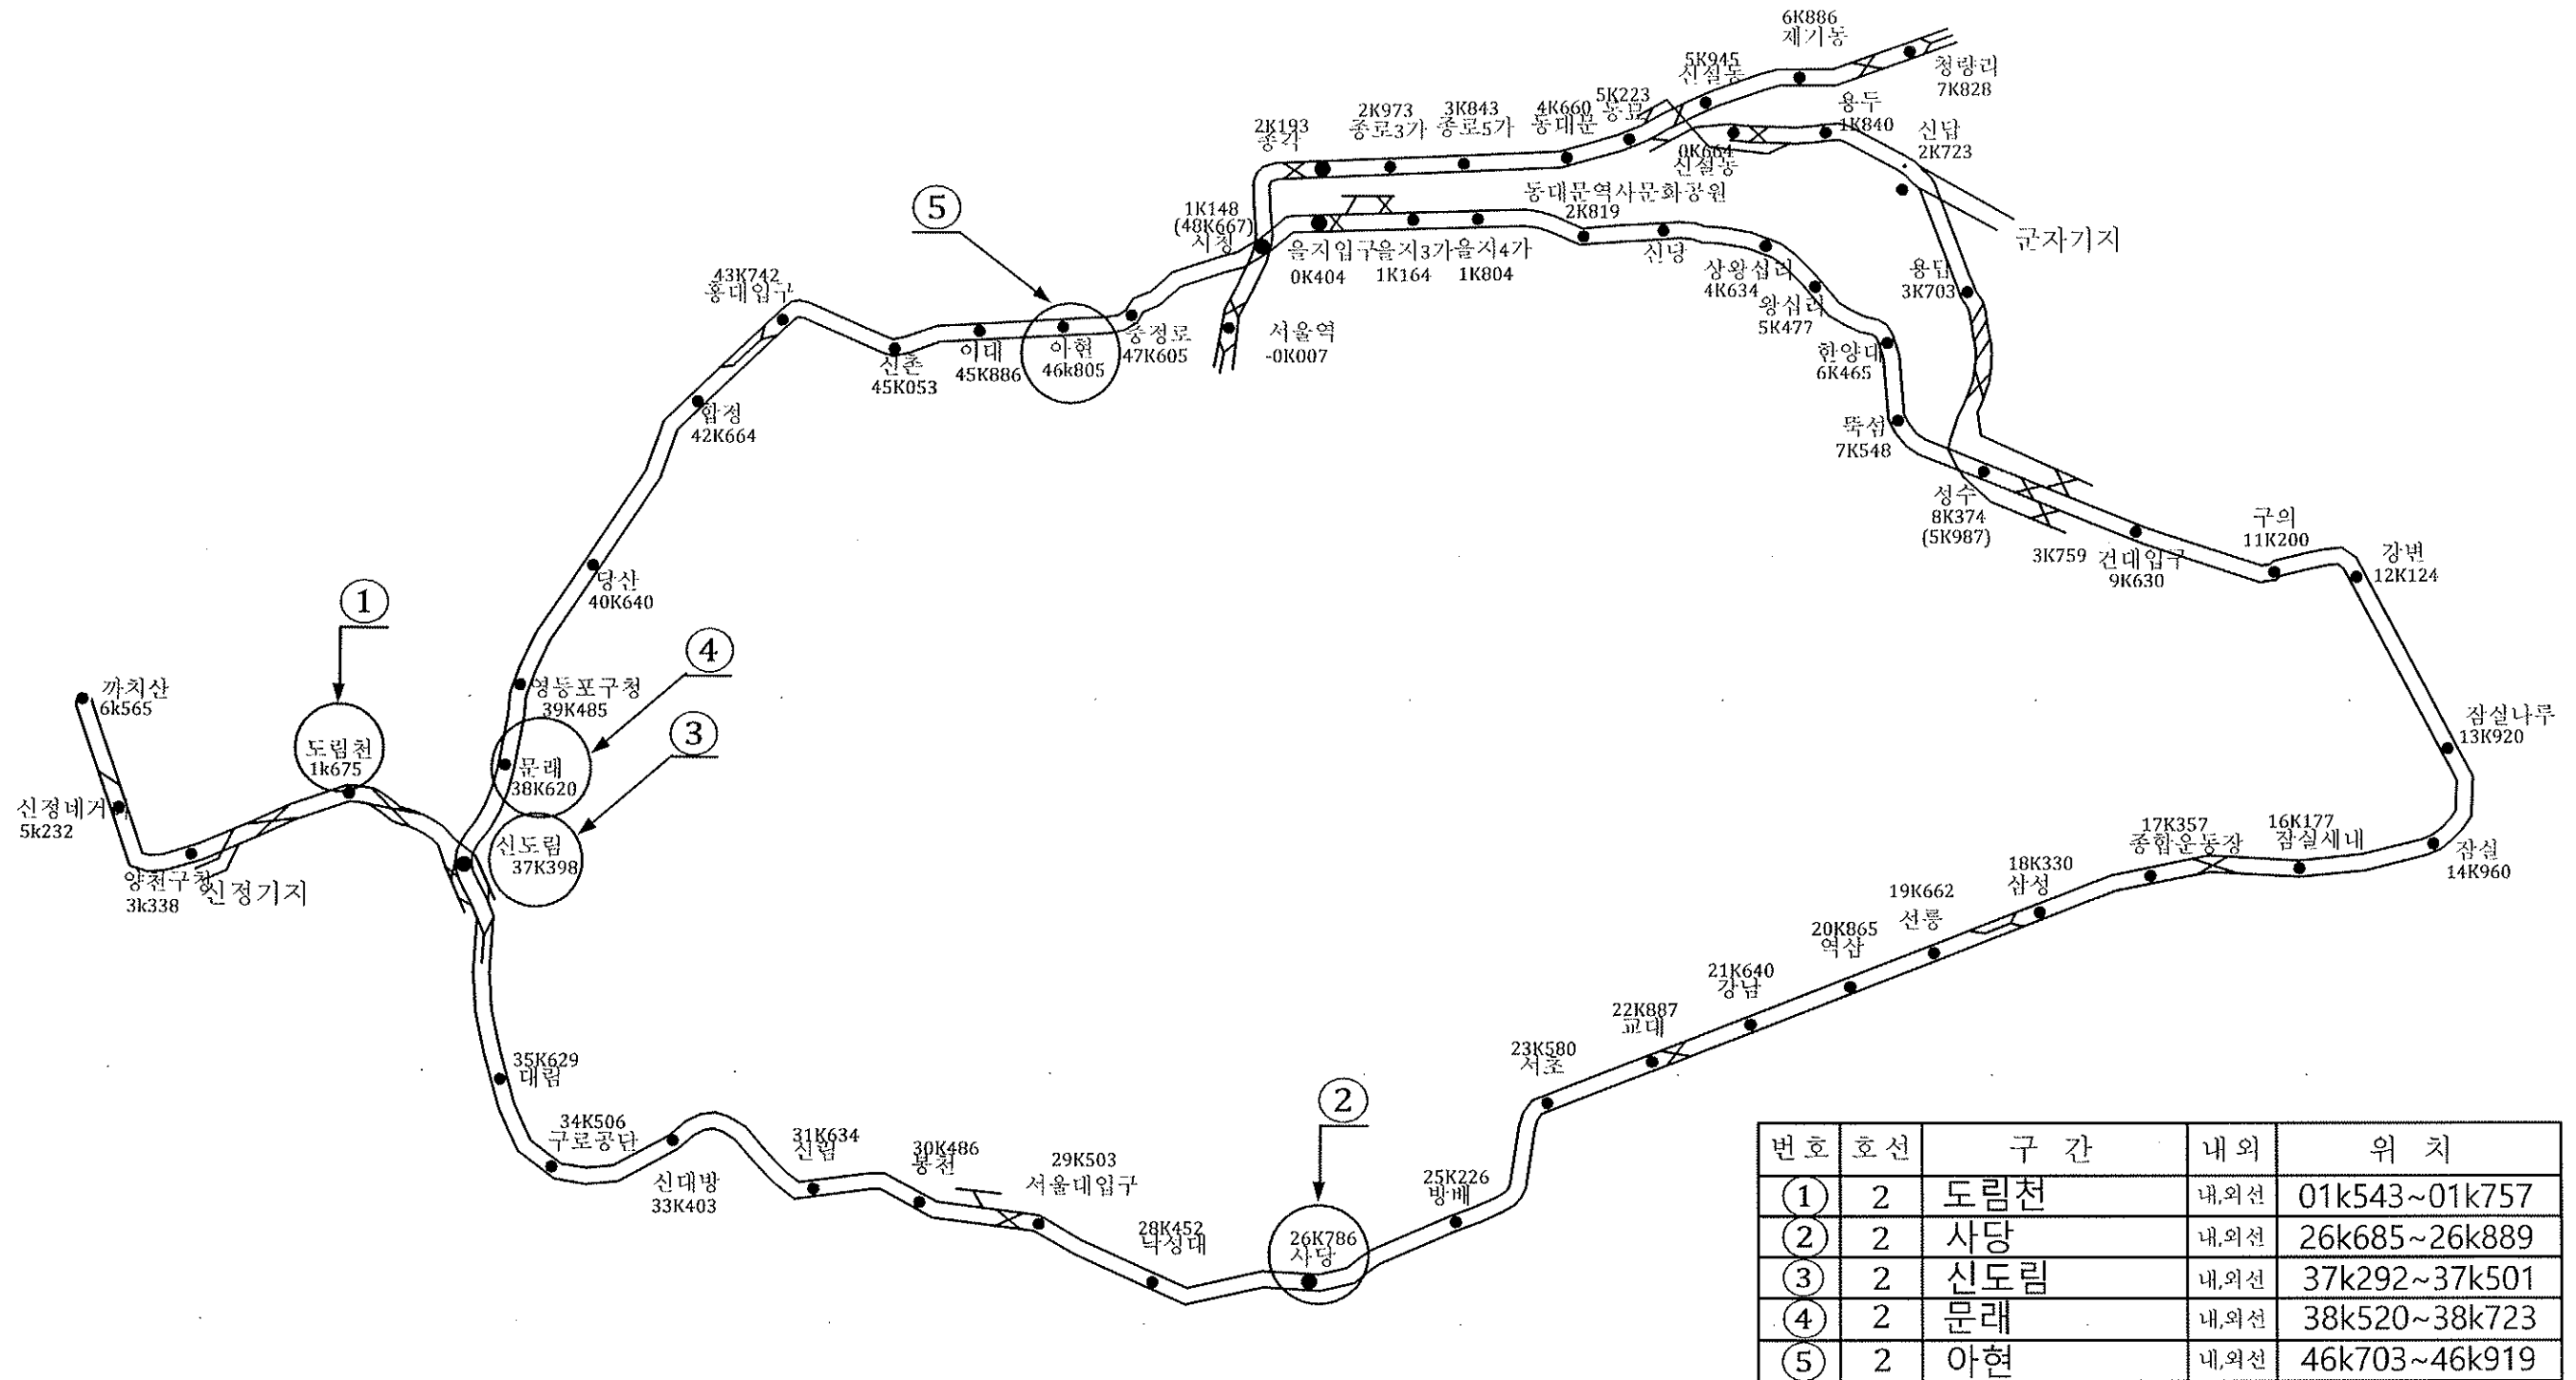 6K886
제기동
청량리
7K828
5K945
신설동
5K223
동묘
4K660
동대문
3K843
종로5가
2K973
종로3가
2K193
종각
용두
1K840
신답
2K723
0K664
신설동
군자기지
용답
3K703
⑤
1K148
(48K667)
시청
을지입구
0K404
을지3가
1K164
을지4가
1K804
동대문역사문화공원
2K819
신당
상왕십리
4K634
왕십리
5K477
한양대
6K465
뚝섬
7K548
성수
8K374
(5K987)
3K759
건대입구
9K630
구의
11K200
강변
12K124
43K742
홍대입구
신촌
45K053
이대
45K886
아현
46k805
충정로
47K605
서울역
-0K007
합정
42K664
당산
40K640
①
④
③
영등포구청
39K485
까치산
6k565
도림천
1k675
문래
38K620
신도림
37K398
신정네거
5k232
양천구청
3k338
신정기지
잠실나루
13K920
잠실
14K960
16K177
잠실새내
17K357
종합운동장
18K330
삼성
19K662
선릉
20K865
역삼
21K640
강남
22K887
교대
23K580
서초
35K629
대림
34K506
구로공단
신대방
33K403
31K634
신림
30K486
봉천
29K503
서울대입구
28K452
낙성대
②
26K786
사당
25K226
방배
번호 호선 구 간 내외 위 치
① 2 도림천 내,외선 01k543~01k757
② 2 사당 내,외선 26k685~26k889
③ 2 신도림 내,외선 37k292~37k501
④ 2 문래 내,외선 38k520~38k723
⑤ 2 아현 내,외선 46k703~46k919